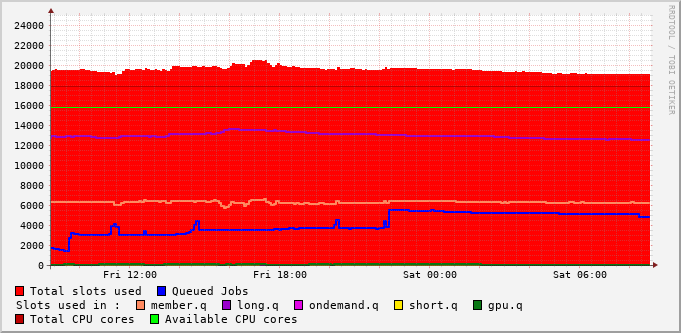 24000
22000
20000
18000
16000
14000
12000
10000
8000
6000
4000
2000
0
Fri 12:00 Fri 18:00 Sat 00:00 Sat 06:00
Total slots used Queued Jobs
Slots used in : member.q long.q ondemand.q short.q gpu.q
Total CPU cores Available CPU cores
RRDTOOL / TOBI OETIKER